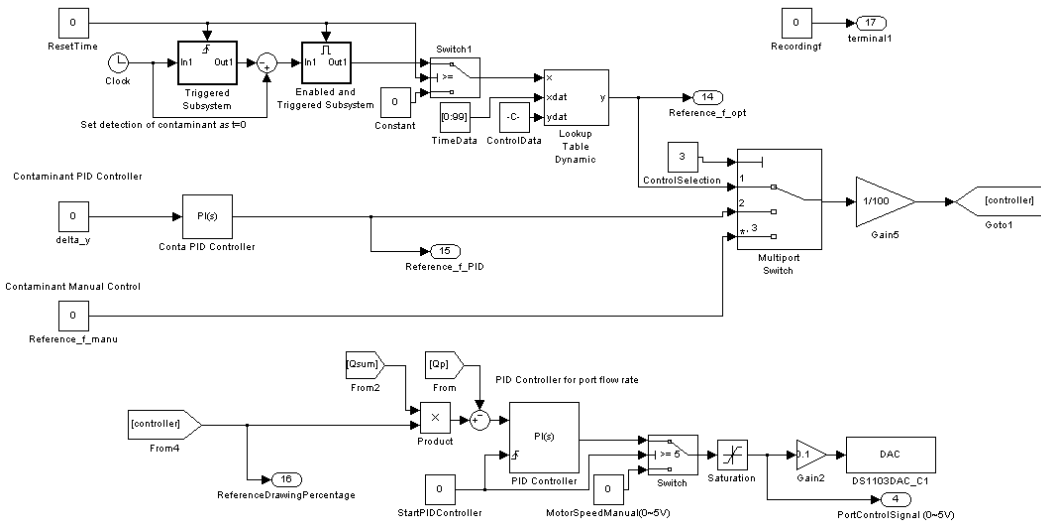 0
ResetTime
Clock
In1 Out1
Triggered
Subsystem
In1 Out1
Enabled and
Triggered Subsystem
Set detection of contaminant as t=0
Switch1
>=
0
Constant
[0:99]
TimeData
-C-
ControlData
x
xdat
ydat
y
Lookup
Table
Dynamic
14
Reference_f_opt
0
Recordingf
17
terminal1
3
ControlSelection
1
2
*, 3
Multiport
Switch
1/100
Gain5
[controller]
Goto1
Contaminant PID Controller
0
delta_y
PI(s)
Conta PID Controller
15
Reference_f_PID
Contaminant Manual Control
0
Reference_f_manu
[Qsum]
From2
[Qp]
From
PID Controller for port flow rate
[controller]
From4
×
Product
PI(s)
PID Controller
16
ReferenceDrawingPercentage
0
StartPIDController
0
MotorSpeedManual(0~5V)
>= 5
Switch
Saturation
0.1
Gain2
DAC
DS1103DAC_C1
4
PortControlSignal (0~5V)